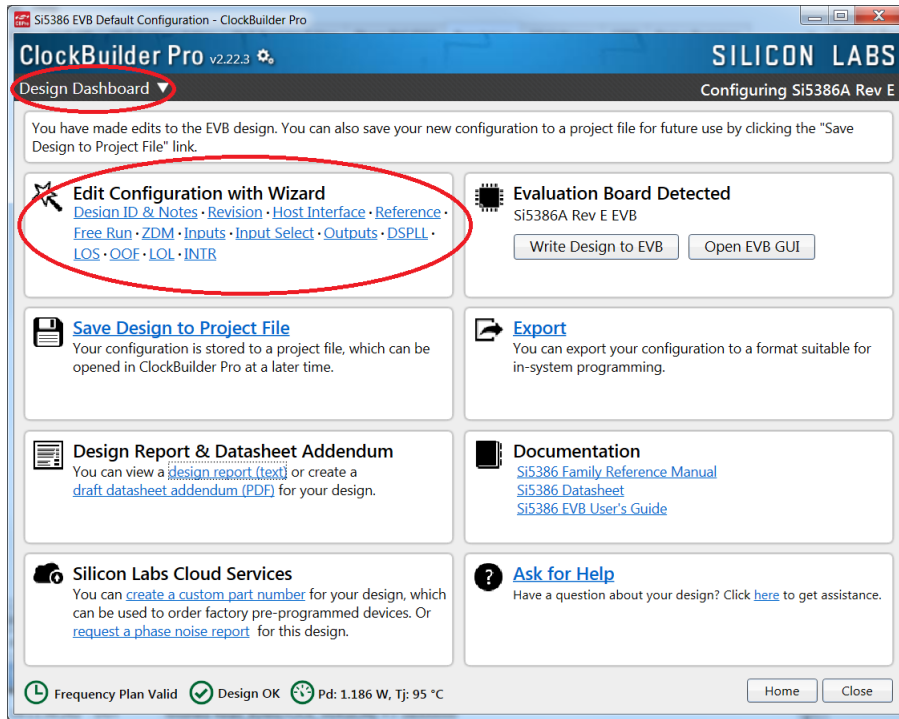 Si5386 EVB Default Configuration - ClockBuilder Pro
ClockBuilder Pro v2.22.3
SILICON LABS
Design Dashboard ▼
Configuring Si5386A Rev E
You have made edits to the EVB design. You can also save your new configuration to a project file for future use by clicking the "Save
Design to Project File" link.
Edit Configuration with Wizard
Design ID & Notes · Revision · Host Interface · Reference ·
Free Run · ZDM · Inputs · Input Select · Outputs · DSPLL ·
LOS · OOF · LOL · INTR
Evaluation Board Detected
Si5386A Rev E EVB
Write Design to EVB
Open EVB GUI
Save Design to Project File
Your configuration is stored to a project file, which can be
opened in ClockBuilder Pro at a later time.
Export
You can export your configuration to a format suitable for
in-system programming.
Design Report & Datasheet Addendum
You can view a design report (text) or create a
draft datasheet addendum (PDF) for your design.
Documentation
Si5386 Family Reference Manual
Si5386 Datasheet
Si5386 EVB User's Guide
Silicon Labs Cloud Services
You can create a custom part number for your design, which
can be used to order factory pre-programmed devices. Or
request a phase noise report for this design.
Ask for Help
Have a question about your design? Click here to get assistance.
Frequency Plan Valid
Design OK
Pd: 1.186 W, Tj: 95 °C
Home
Close